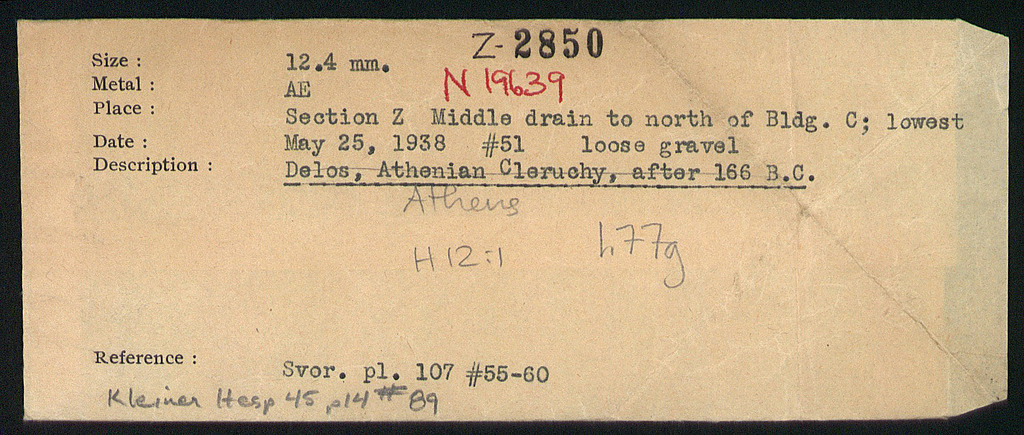 Z-2850
Size : 12.4 mm.
N 19639
Metal : AE
Place : Section Z Middle drain to north of Bldg. C; lowest
Date : May 25, 1938 #51 loose gravel
Description : Delos, Athenian Cleruchy, after 166 B.C.
Athens
H 12:1 1.77g
Reference : Svor. pl. 107 #55-60
Kleiner Hesp 45 p14 # 89